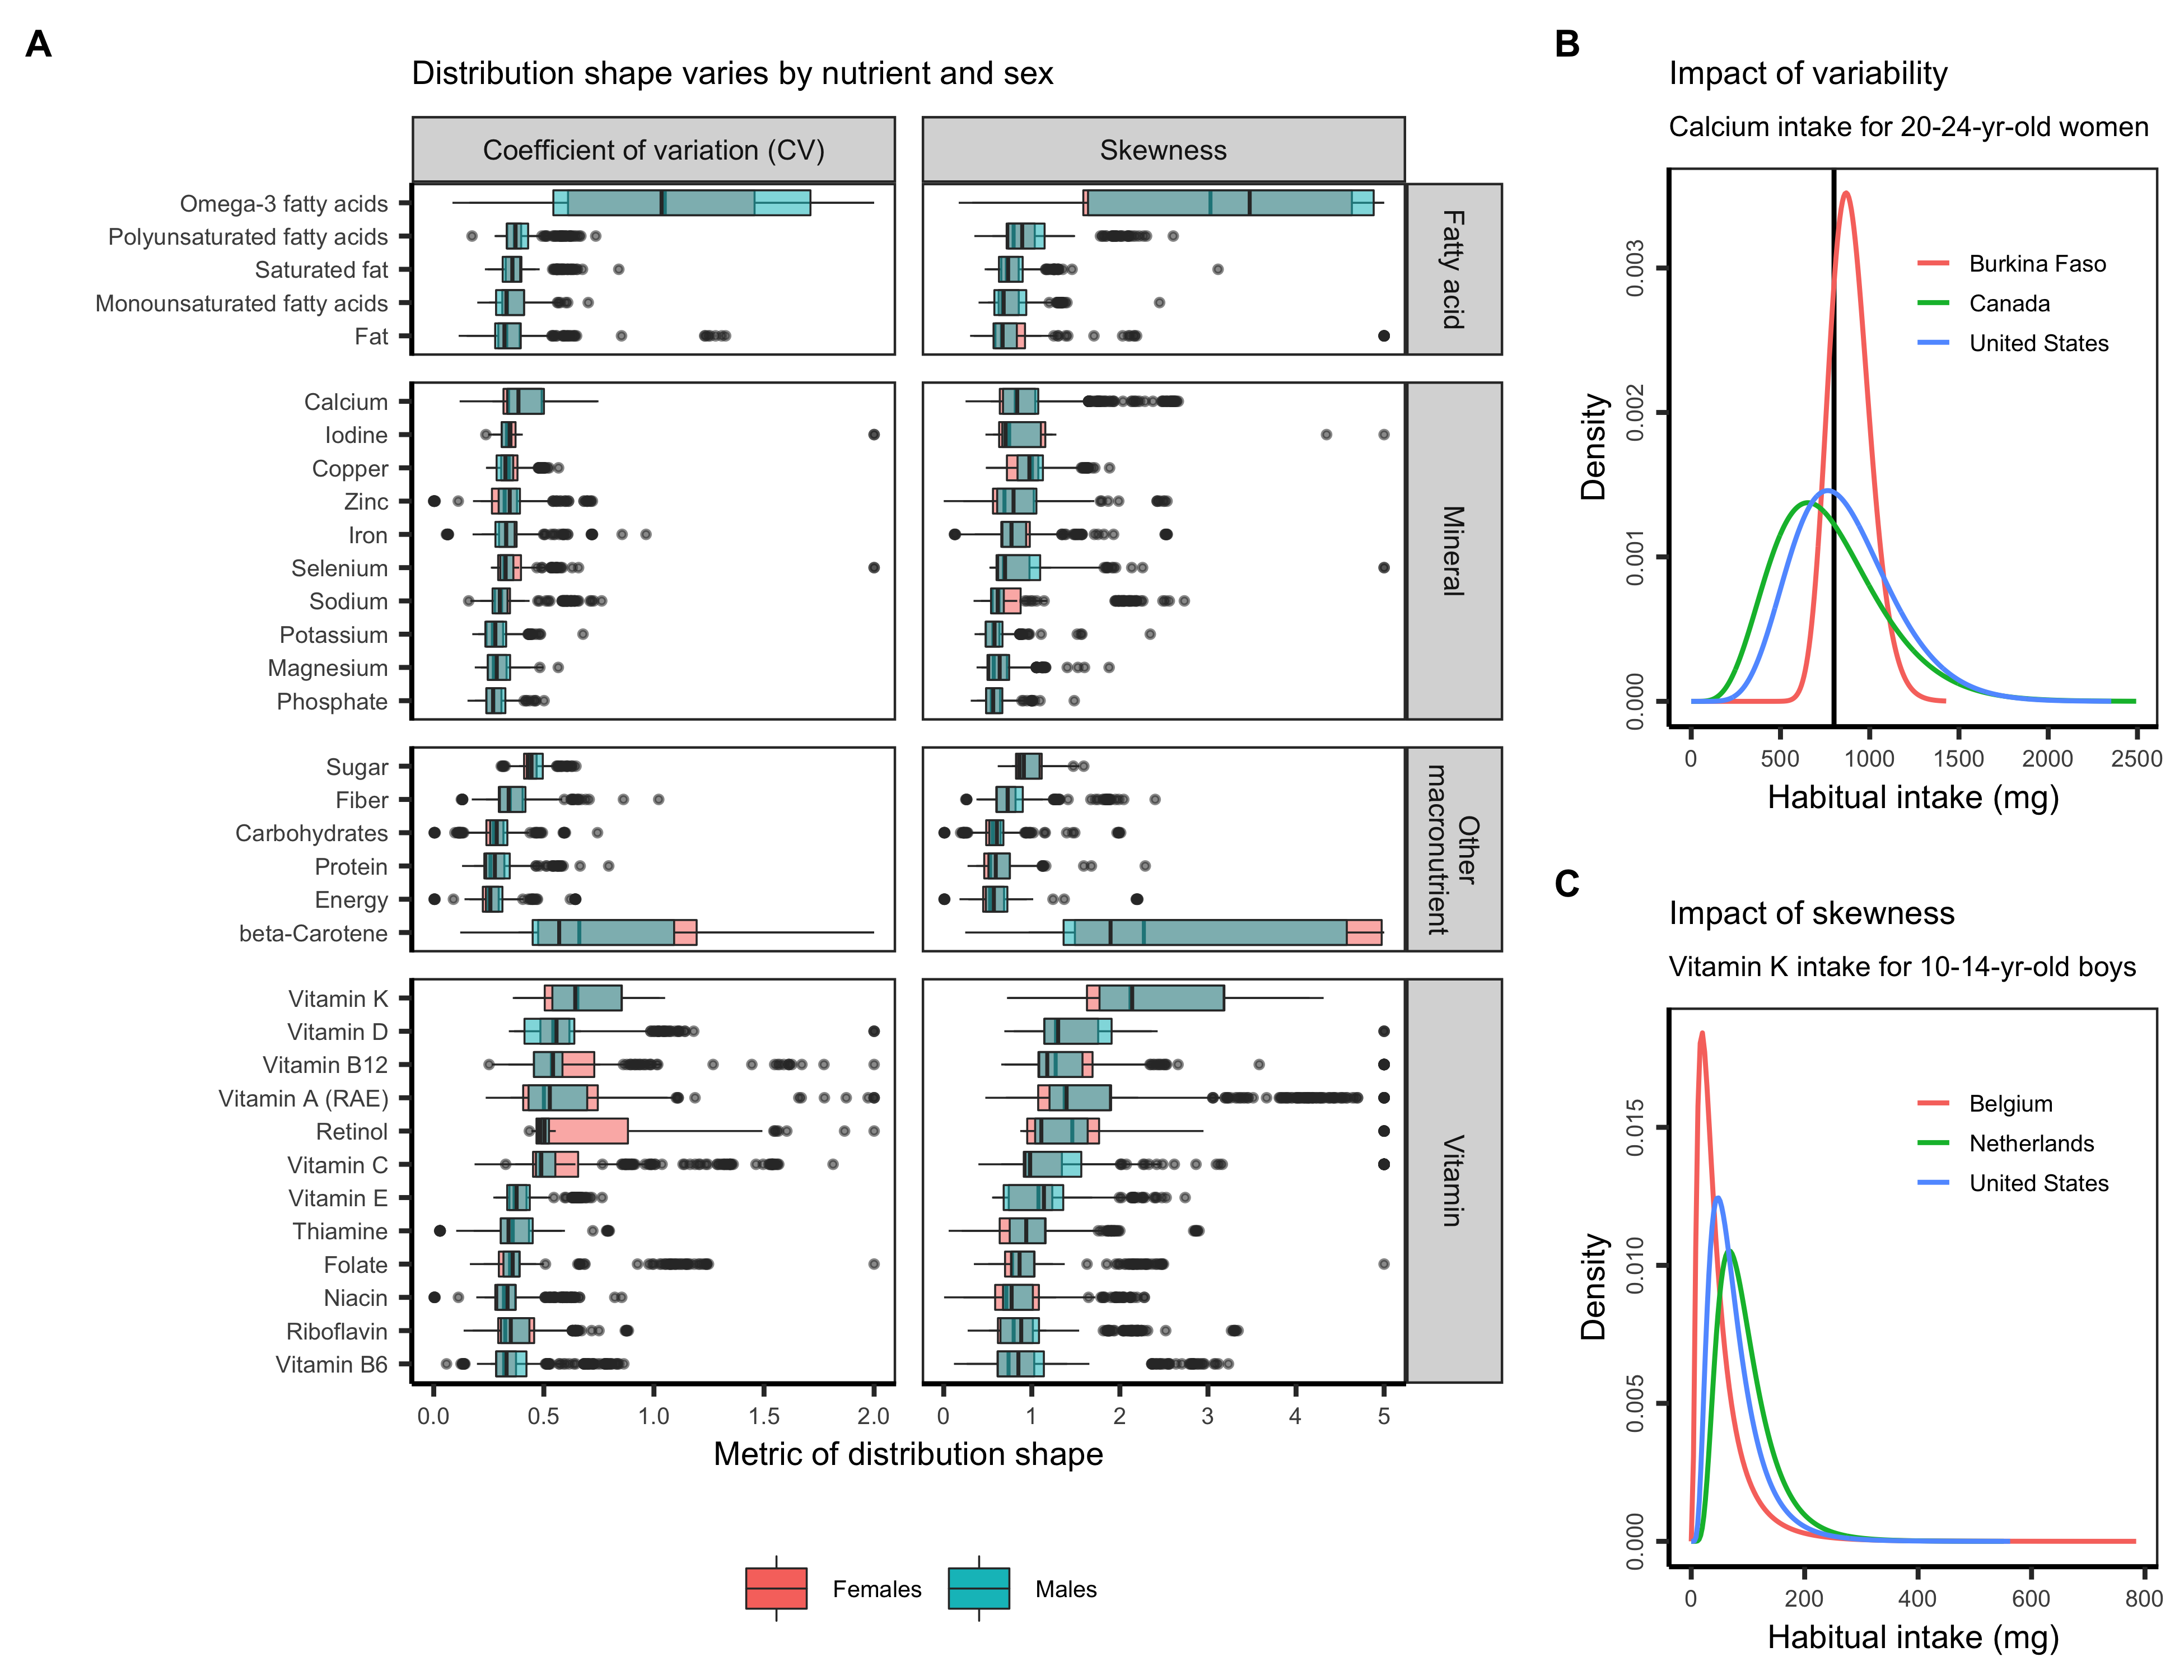 A
Distribution shape varies by nutrient and sex
Coefficient of variation (CV)
Skewness
Omega-3 fatty acids
Polyunsaturated fatty acids
Saturated fat
Monounsaturated fatty acids
Fat
Fatty acid
Calcium
Iodine
Copper
Zinc
Iron
Selenium
Sodium
Potassium
Magnesium
Phosphate
Mineral
Sugar
Fiber
Carbohydrates
Protein
Energy
beta-Carotene
Other
macronutrient
Vitamin K
Vitamin D
Vitamin B12
Vitamin A (RAE)
Retinol
Vitamin C
Vitamin E
Thiamine
Folate
Niacin
Riboflavin
Vitamin B6
Vitamin
0.0 0.5 1.0 1.5 2.0
0 1 2 3 4 5
Metric of distribution shape
Females
Males
B
Impact of variability
Calcium intake for 20-24-yr-old women
Density
0.003
0.002
0.001
0.000
Burkina Faso
Canada
United States
0 500 1000 1500 2000 2500
Habitual intake (mg)
C
Impact of skewness
Vitamin K intake for 10-14-yr-old boys
Density
0.015
0.010
0.005
0.000
Belgium
Netherlands
United States
0 200 400 600 800
Habitual intake (mg)